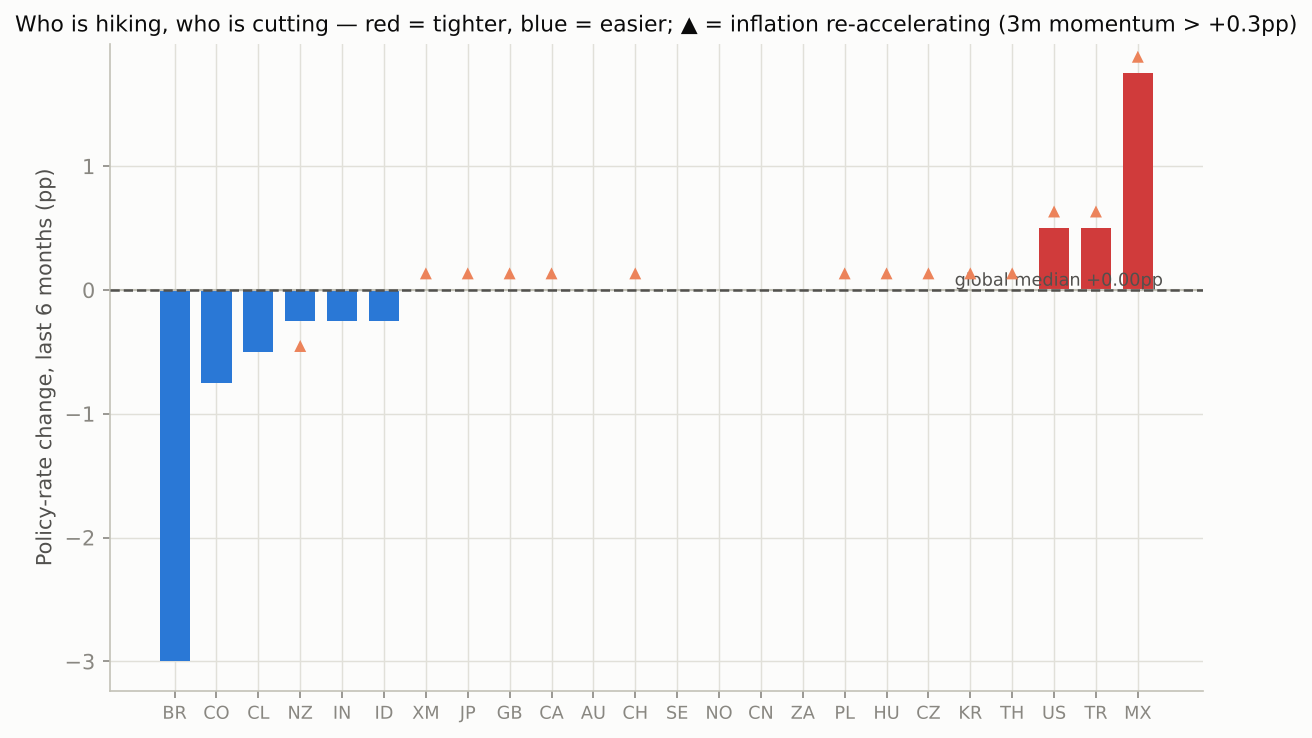 Who is hiking, who is cutting — red = tighter, blue = easier; ▲ = inflation re-accelerating (3m momentum > +0.3pp)
Policy-rate change, last 6 months (pp)
1
0
−1
−2
−3
global median +0.00pp
BR CO CL NZ IN ID XM JP GB CA AU CH SE NO CN ZA PL HU CZ KR TH US TR MX